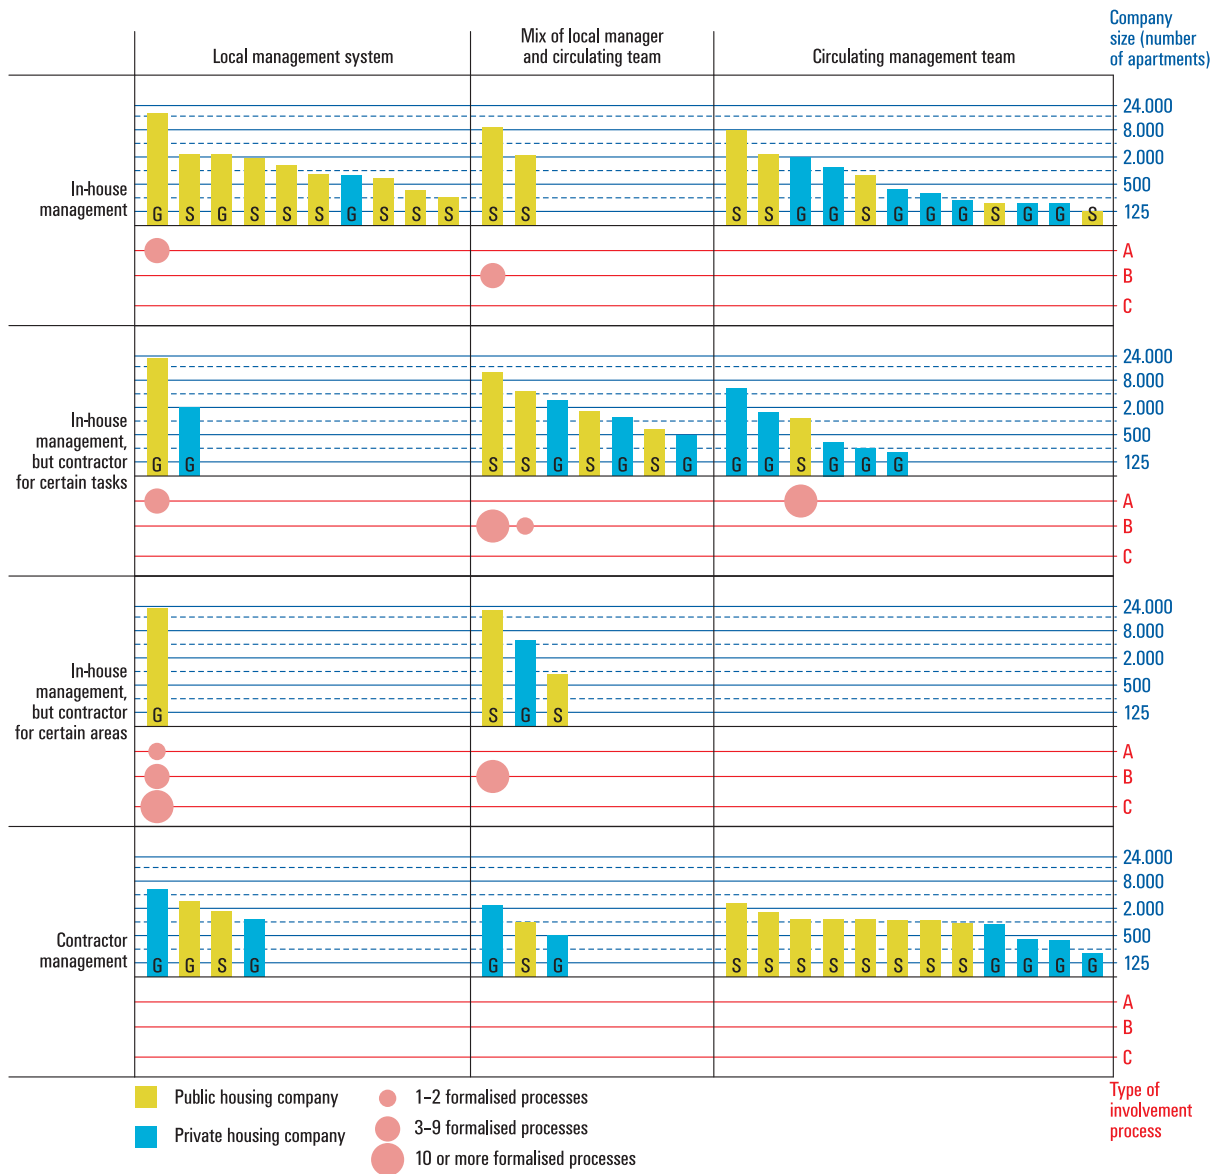 Company
size (number
of apartments)
Local management system
Mix of local manager
and circulating team
Circulating management team
In-house
management
24.000
8.000
2.000
500
125
G S G S S S G S S S
S S
S S G G S G G G S G G S
A
B
C
In-house
management,
but contractor
for certain tasks
24.000
8.000
2.000
500
125
G G
S S G S G S G
G G S G G G
A
B
C
In-house
management,
but contractor
for certain areas
24.000
8.000
2.000
500
125
G
S G S
A
B
C
Contractor
management
24.000
8.000
2.000
500
125
G G S G
G S G
S S S S S S S S G G G G
A
B
C
Type of
involvement
process
Public housing company
Private housing company
1–2 formalised processes
3–9 formalised processes
10 or more formalised processes